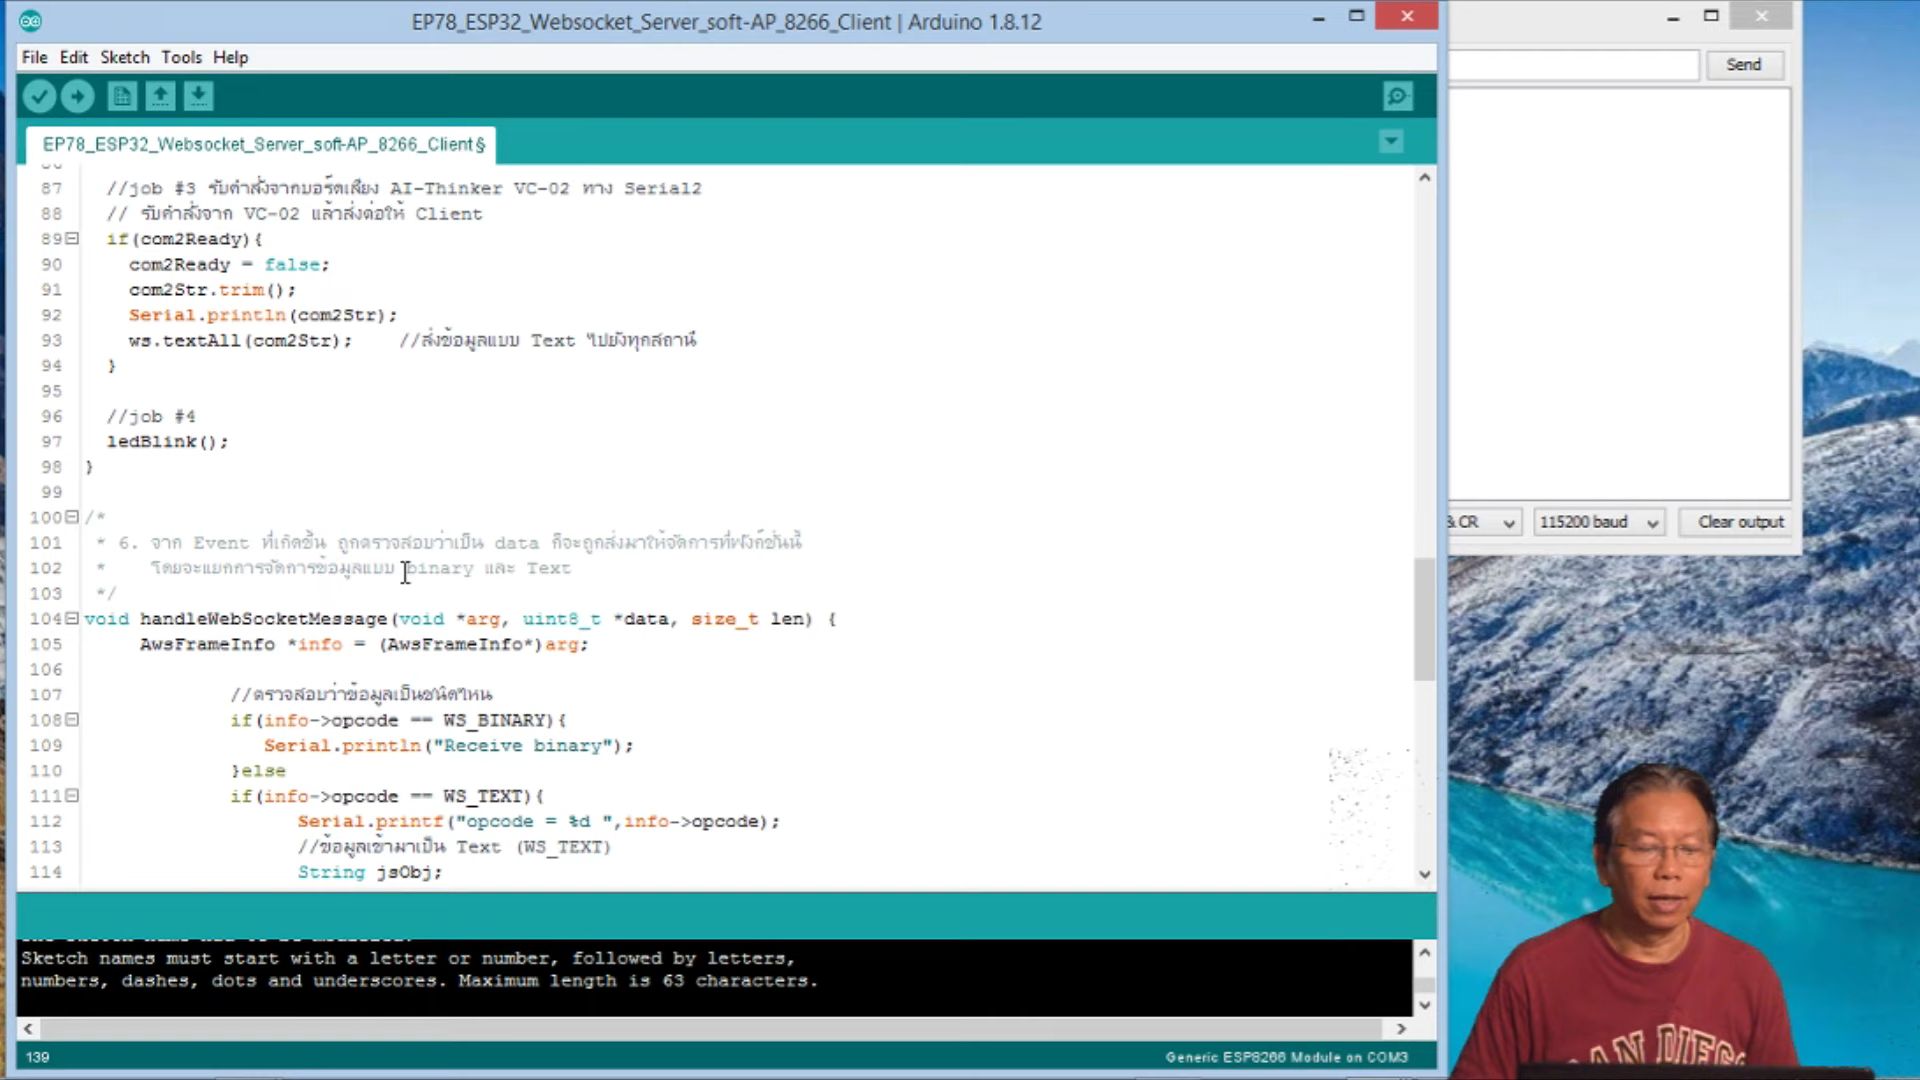 EP78_ESP32_Websocket_Server_soft-AP_8266_Client | Arduino 1.8.12
File Edit Sketch Tools Help
Send
EP78_ESP32_Websocket_Server_soft-AP_8266_Client§
87 //job #3 รับคำสั่งจากบอร์ดเสียง AI-Thinker VC-02 ทาง Serial2
88 // รับคำสั่งจาก VC-02 แล้วส่งต่อให้ Client
89 if(com2Ready){
90 com2Ready = false;
91 com2Str.trim();
92 Serial.println(com2Str);
93 ws.textAll(com2Str); //ส่งข้อมูลแบบ Text ไปยังทุกสถานี
94 }
95
96 //job #4
97 ledBlink();
98 }
99
100 /*
101 * 6. จาก Event ที่เกิดขึ้น ถูกตรวจสอบว่าเป็น data ก็จะถูกส่งมาให้จัดการที่ฟังก์ชันนี้
102 * โดยจะแยกการจัดการข้อมูลแบบ binary และ Text
103 */
104 void handleWebSocketMessage(void *arg, uint8_t *data, size_t len) {
105 AwsFrameInfo *info = (AwsFrameInfo*)arg;
106
107 //ตรวจสอบว่าข้อมูลเป็นชนิดไหน
108 if(info->opcode == WS_BINARY){
109 Serial.println("Receive binary");
110 }else
111 if(info->opcode == WS_TEXT){
112 Serial.printf("opcode = %d ",info->opcode);
113 //ข้อมูลเข้ามาเป็น Text (WS_TEXT)
114 String jsObj;
& CR 115200 baud Clear output
Sketch names must start with a letter or number, followed by letters,
numbers, dashes, dots and underscores. Maximum length is 63 characters.
139
Generic ESP8266 Module on COM3